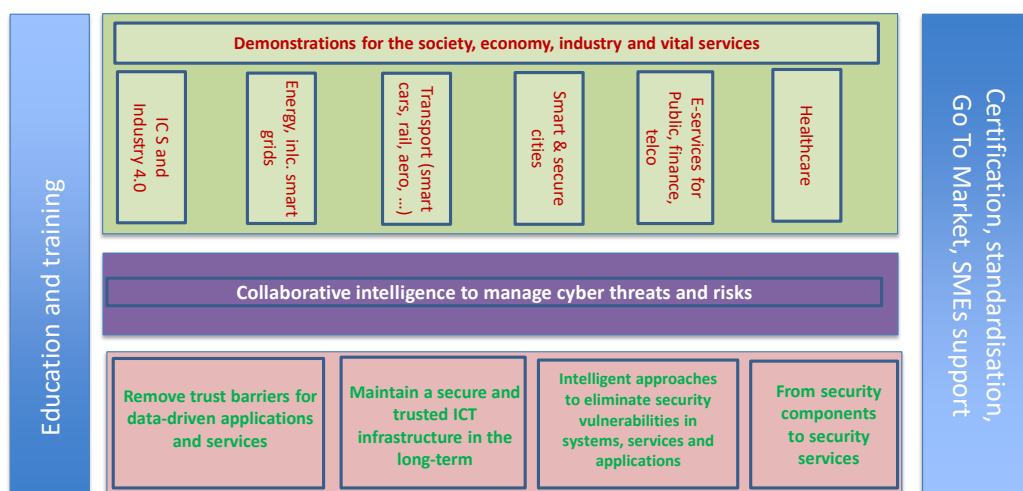 Education and training
Demonstrations for the society, economy, industry and vital services
IC S and
Industry 4.0
Energy, inlc. smart
grids
Transport (smart
cars, rail, aero, ...)
Smart & secure
cities
E-services for
Public, finance,
telco
Healthcare
Collaborative intelligence to manage cyber threats and risks
Remove trust barriers for
data-driven applications
and services
Maintain a secure and
trusted ICT
infrastructure in the
long-term
Intelligent approaches
to eliminate security
vulnerabilities in
systems, services and
applications
From security
components
to security
services
Certification, standardisation,
Go To Market, SMEs support